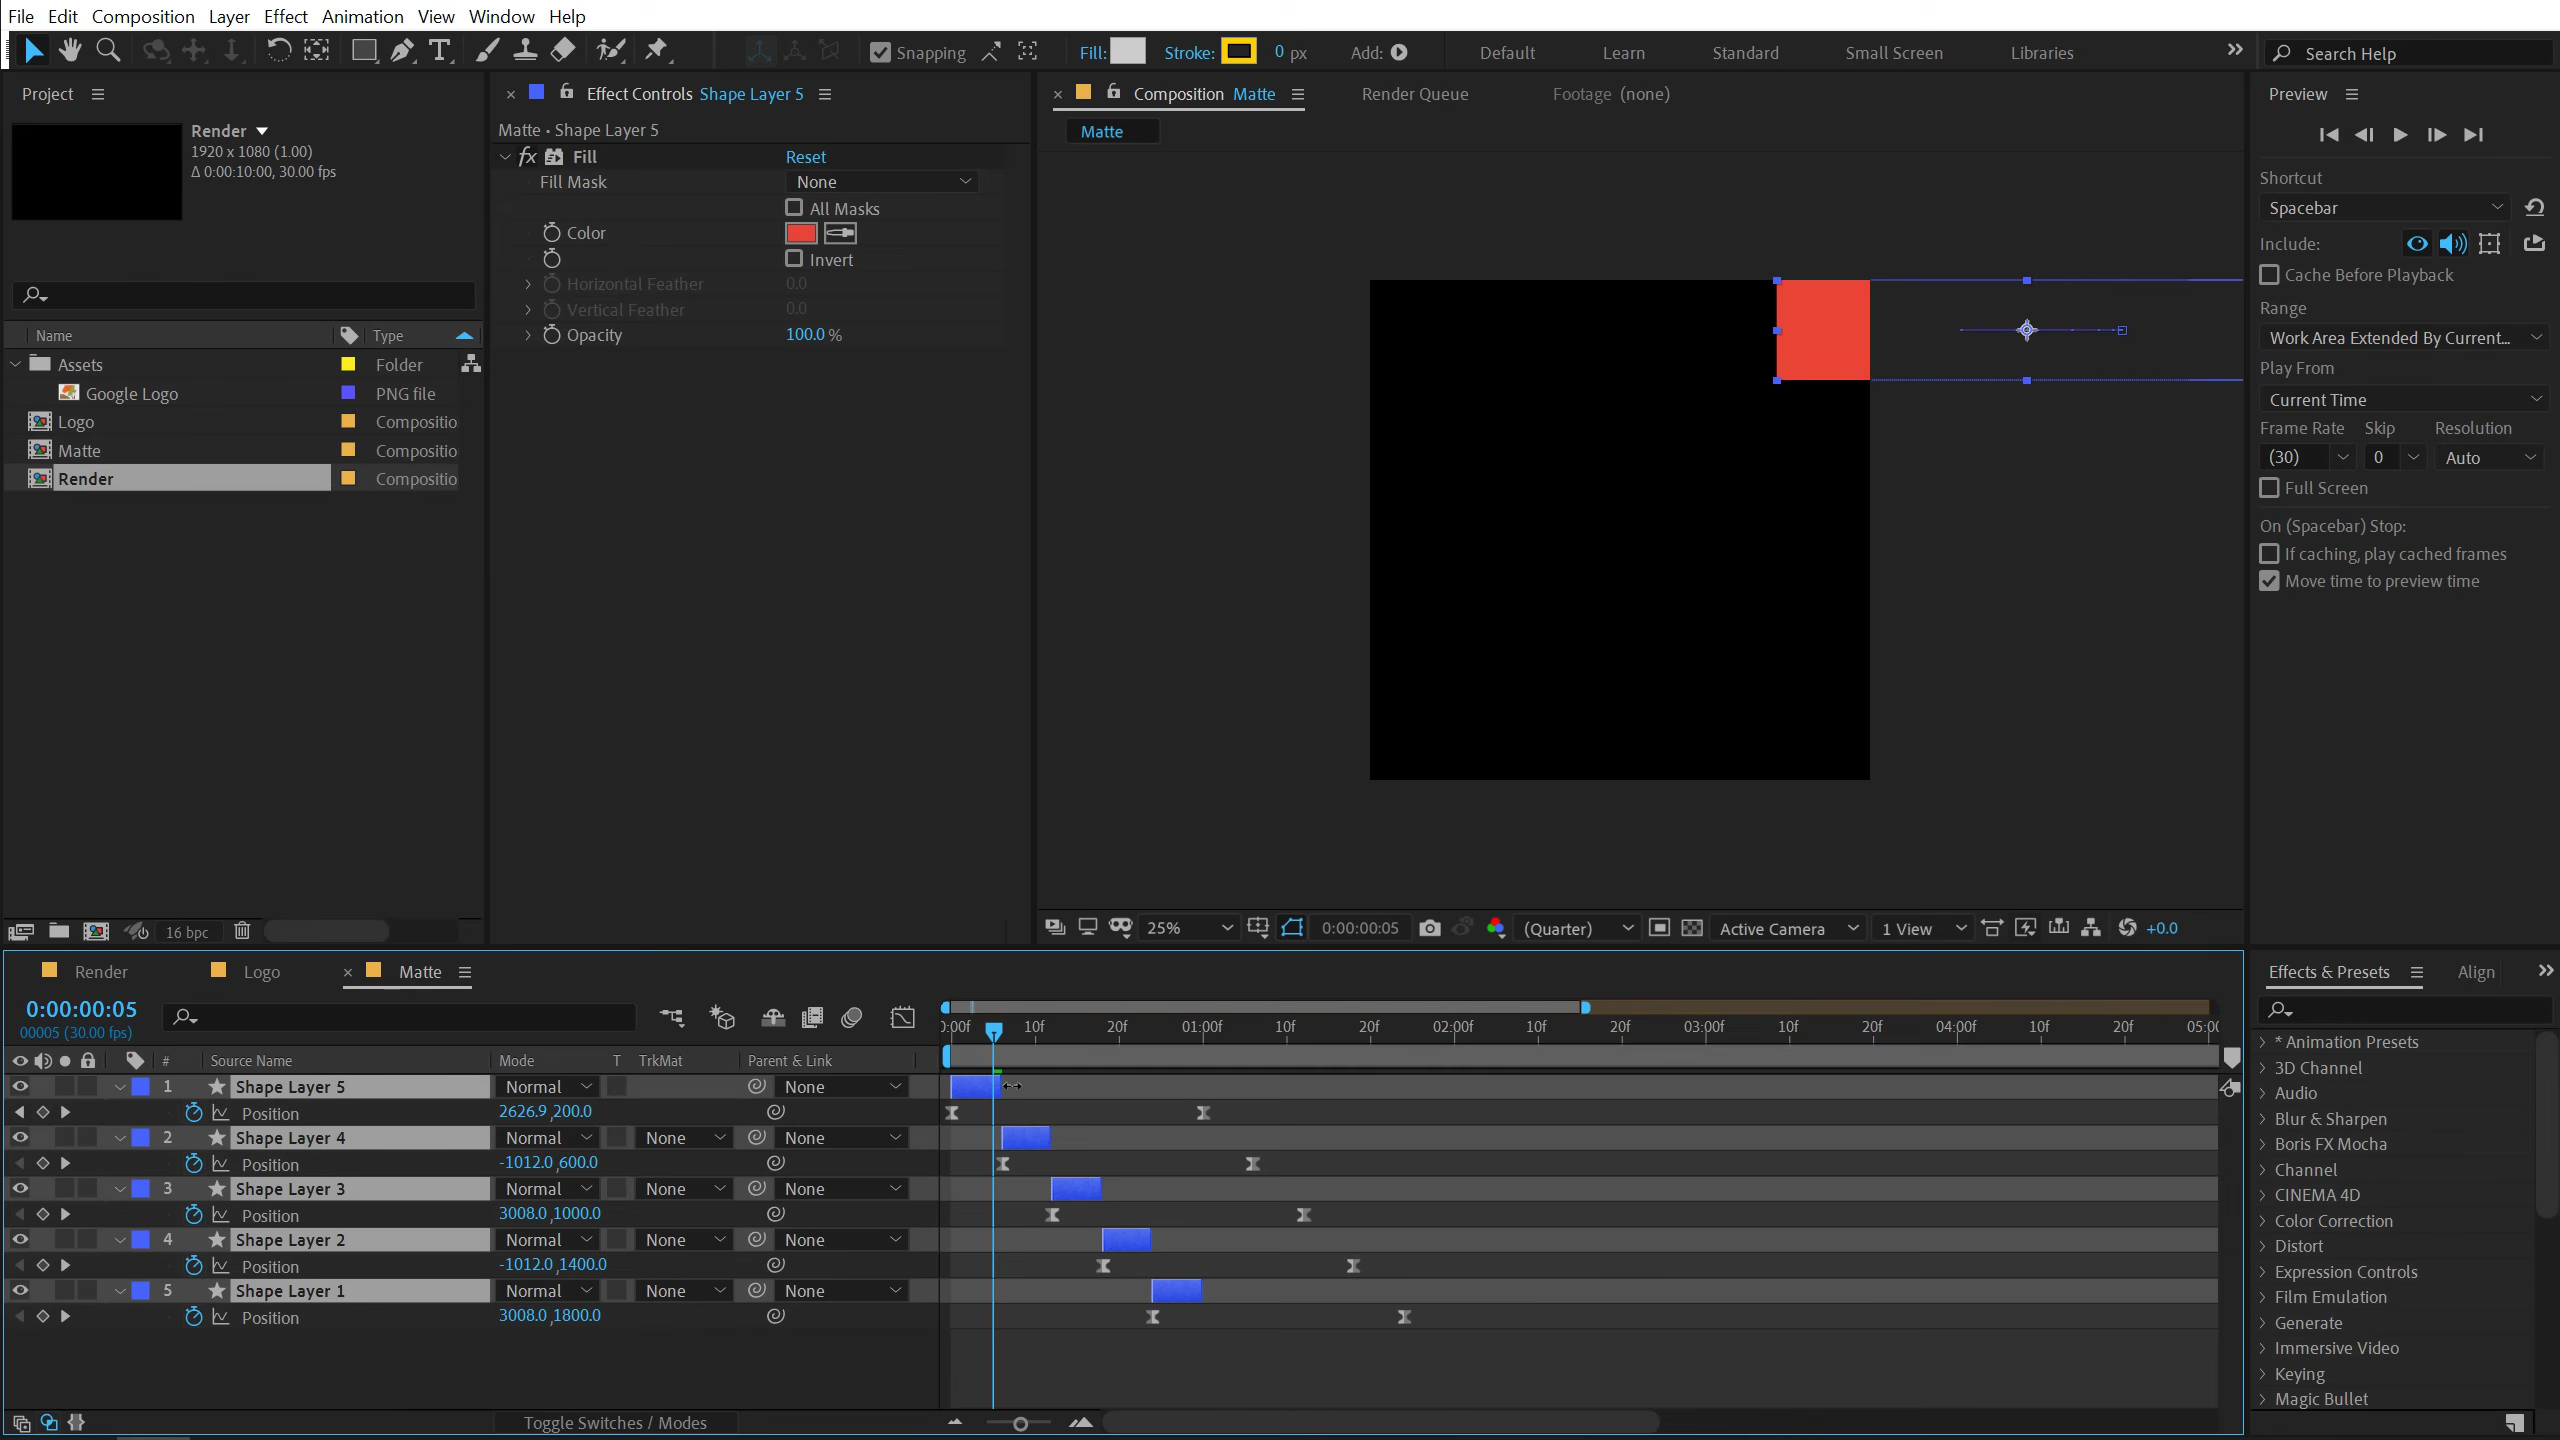 File Edit Composition Layer Effect Animation View Window Help
Snapping Fill: Stroke: 0 px Add: Default Learn Standard Small Screen Libraries Search Help
Project
Render
1920 x 1080 (1.00)
Δ 0:00:10:00, 30.00 fps
Name Type
Assets Folder
Google Logo PNG file
Logo Compositio
Matte Compositio
Render Compositio
16 bpc
Effect Controls Shape Layer 5
Matte • Shape Layer 5
fx Fill Reset
Fill Mask None
All Masks
Color
Invert
Horizontal Feather 0.0
Vertical Feather 0.0
Opacity 100.0 %
Composition Matte Render Queue Footage (none)
Matte
25% 0:00:00:05 (Quarter) Active Camera 1 View +0.0
Preview
Shortcut
Spacebar
Include:
Cache Before Playback
Range
Work Area Extended By Current...
Play From
Current Time
Frame Rate Skip Resolution
(30) 0 Auto
Full Screen
On (Spacebar) Stop:
If caching, play cached frames
Move time to preview time
Render Logo Matte
0:00:00:05
00005 (30.00 fps)
:00f 10f 20f 01:00f 10f 20f 02:00f 10f 20f 03:00f 10f 20f 04:00f 10f 20f 05:00
# Source Name Mode T TrkMat Parent & Link
1 Shape Layer 5 Normal None
Position 2626.9,200.0
2 Shape Layer 4 Normal None None
Position -1012.0,600.0
3 Shape Layer 3 Normal None None
Position 3008.0,1000.0
4 Shape Layer 2 Normal None None
Position -1012.0,1400.0
5 Shape Layer 1 Normal None None
Position 3008.0,1800.0
Toggle Switches / Modes
Effects & Presets Align
* Animation Presets
3D Channel
Audio
Blur & Sharpen
Boris FX Mocha
Channel
CINEMA 4D
Color Correction
Distort
Expression Controls
Film Emulation
Generate
Immersive Video
Keying
Magic Bullet